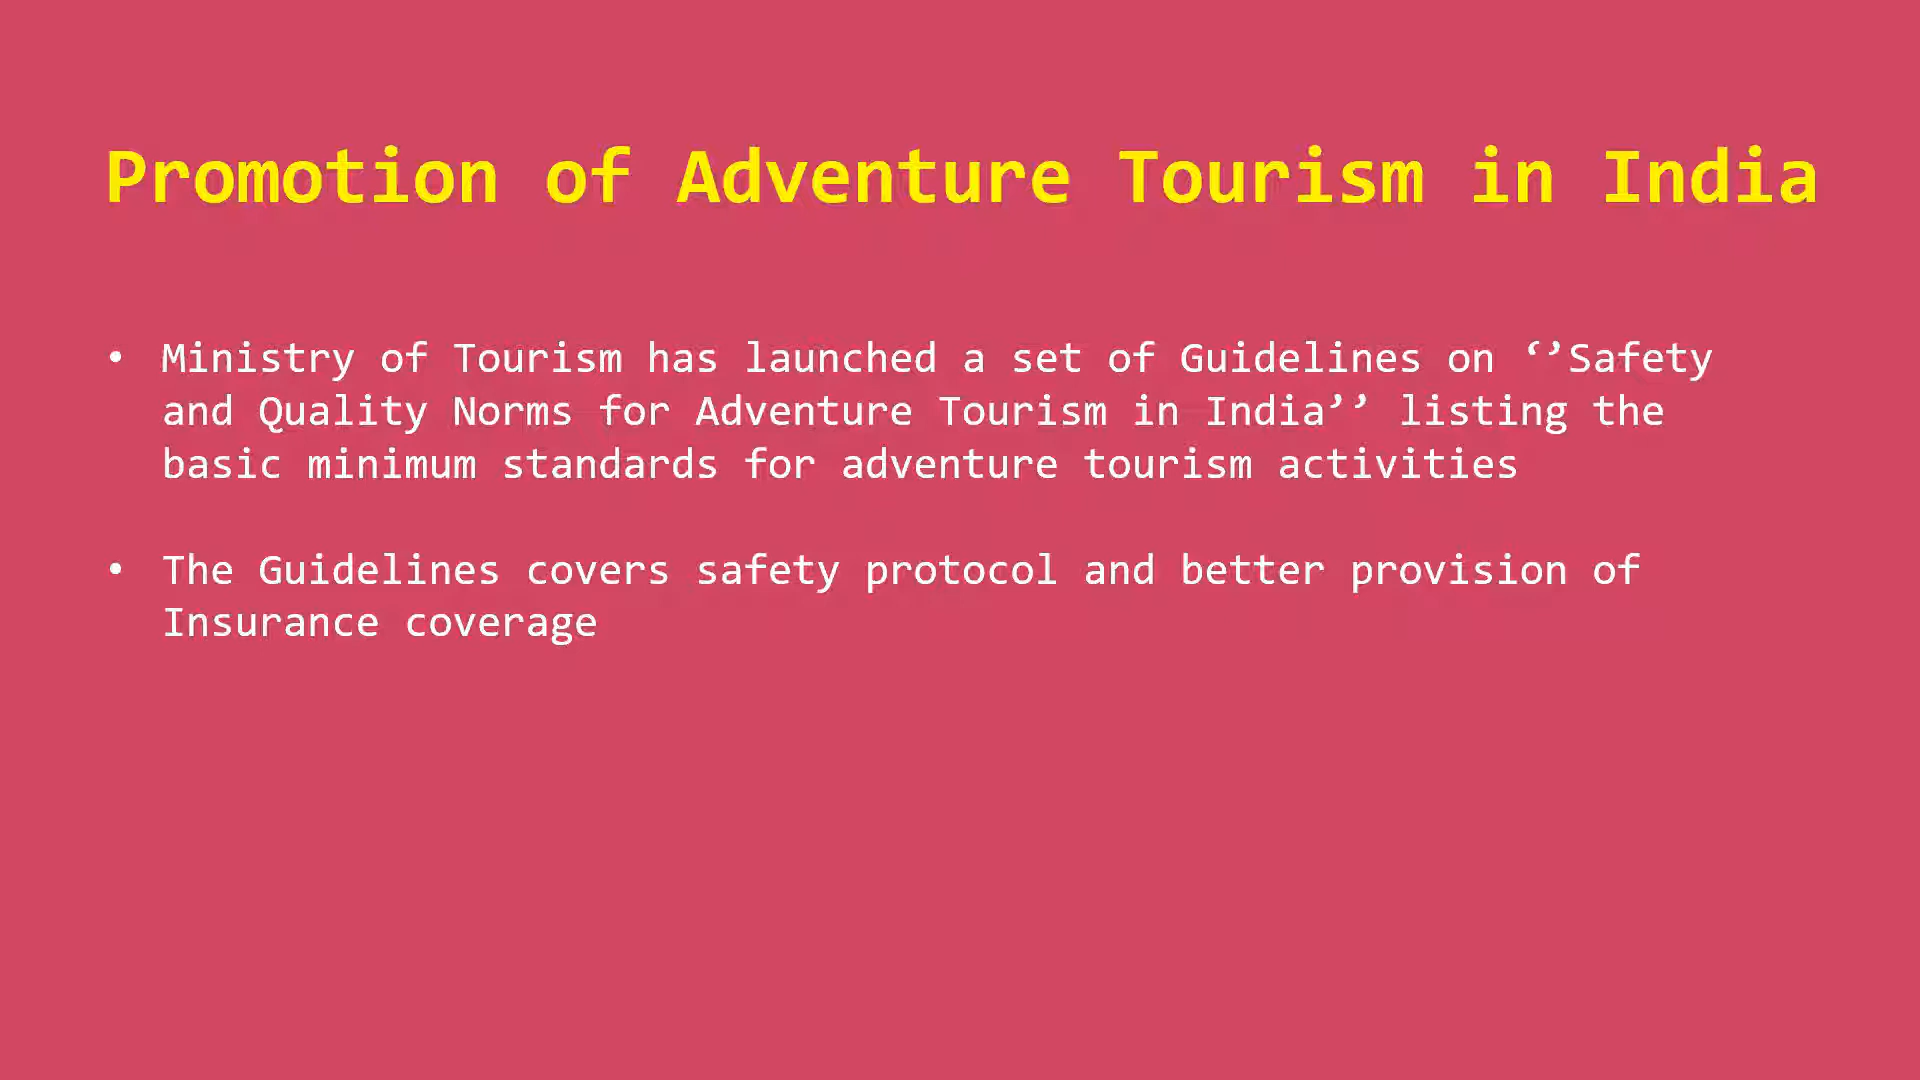 Promotion of Adventure Tourism in India
• Ministry of Tourism has launched a set of Guidelines on ‘’Safety
and Quality Norms for Adventure Tourism in India’’ listing the
basic minimum standards for adventure tourism activities
• The Guidelines covers safety protocol and better provision of
Insurance coverage